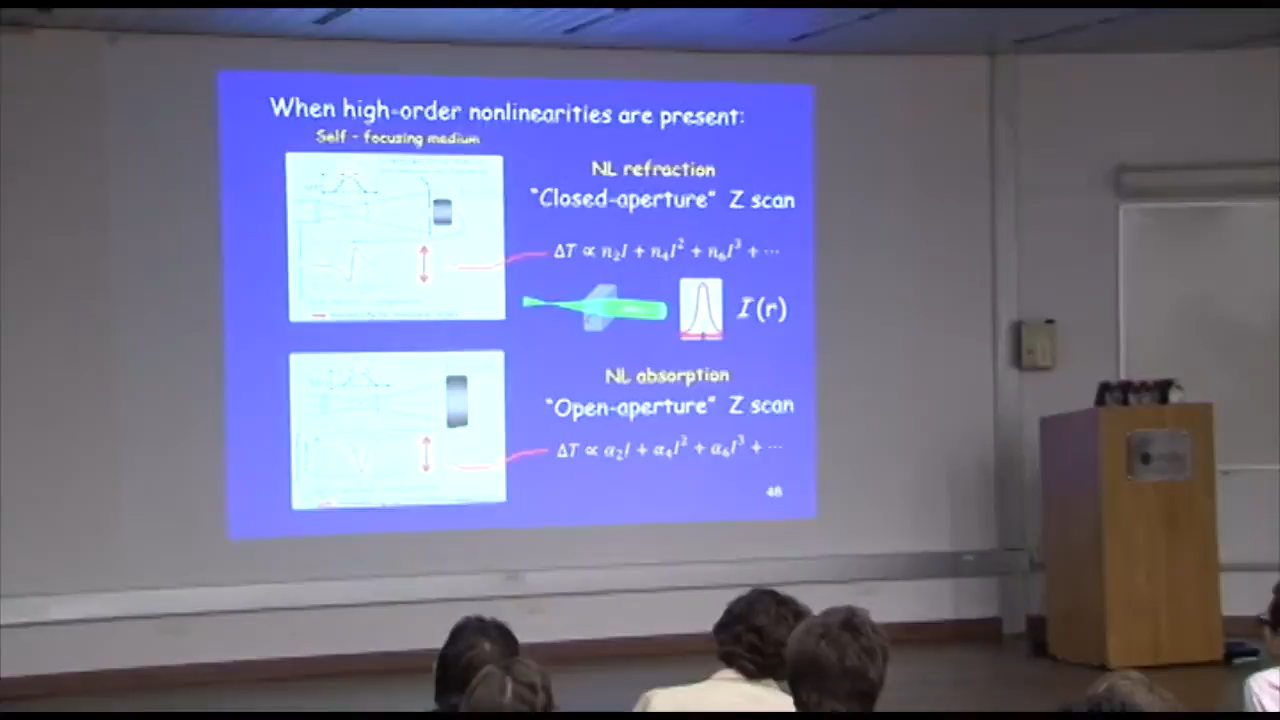 When high-order nonlinearities are present:
Self - focusing medium
NL refraction
"Closed-aperture" Z scan
ΔT ∝ n₂I + n₄I² + n₆I³ + ⋯
I(r)
NL absorption
"Open-aperture" Z scan
ΔT ∝ α₂I + α₄I² + α₆I³ + ⋯
48